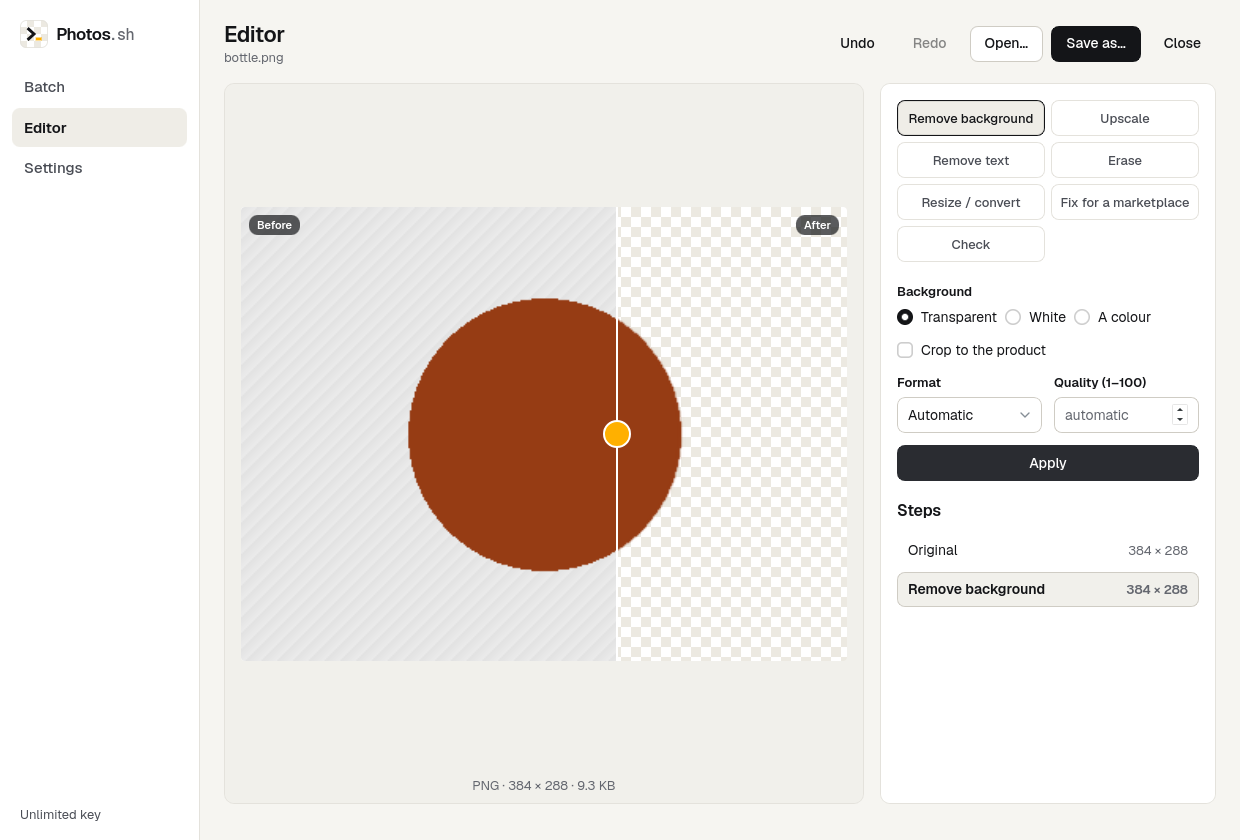 Photos.sh
Batch
Editor
Settings
Unlimited key
Editor
bottle.png
Undo
Redo
Open...
Save as...
Close
Before
After
PNG · 384 × 288 · 9.3 KB
Remove background
Upscale
Remove text
Erase
Resize / convert
Fix for a marketplace
Check
Background
Transparent
White
A colour
Crop to the product
Format
Quality (1–100)
Automatic
automatic
Apply
Steps
Original 384 × 288
Remove background 384 × 288